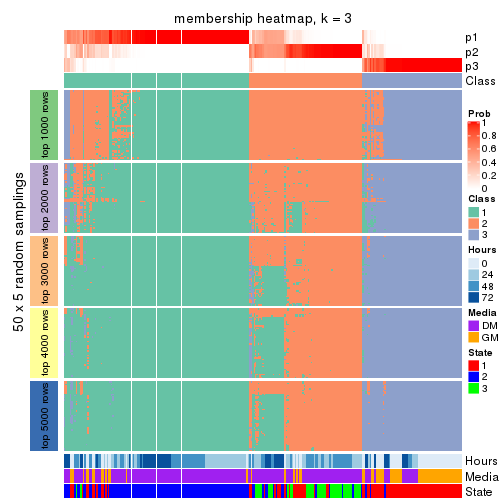 membership heatmap, k = 3
p1
p2
p3
Class
50 x 5 random samplings
top 1000 rows
top 2000 rows
top 3000 rows
top 4000 rows
top 5000 rows
Hours
Media
State
Prob
1
0.8
0.6
0.4
0.2
0
Class
1
2
3
Hours
0
24
48
72
Media
DM
GM
State
1
2
3